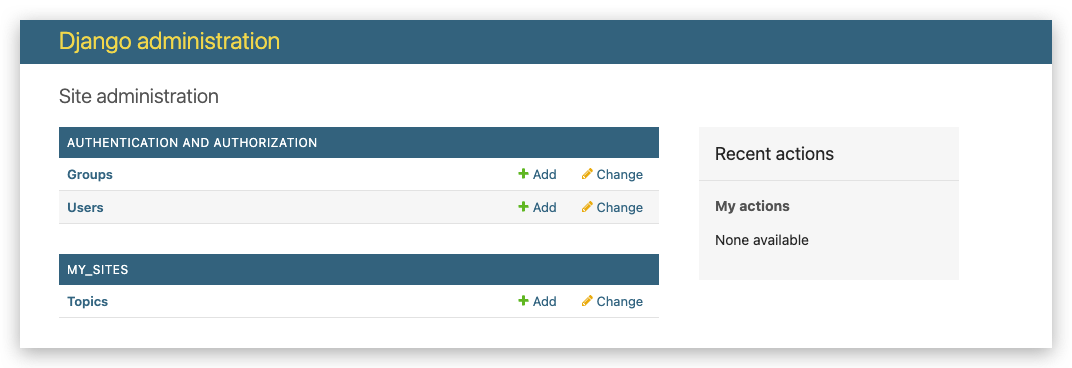 Django administration
Site administration
AUTHENTICATION AND AUTHORIZATION
Groups Add Change
Users Add Change
MY_SITES
Topics Add Change
Recent actions
My actions
None available